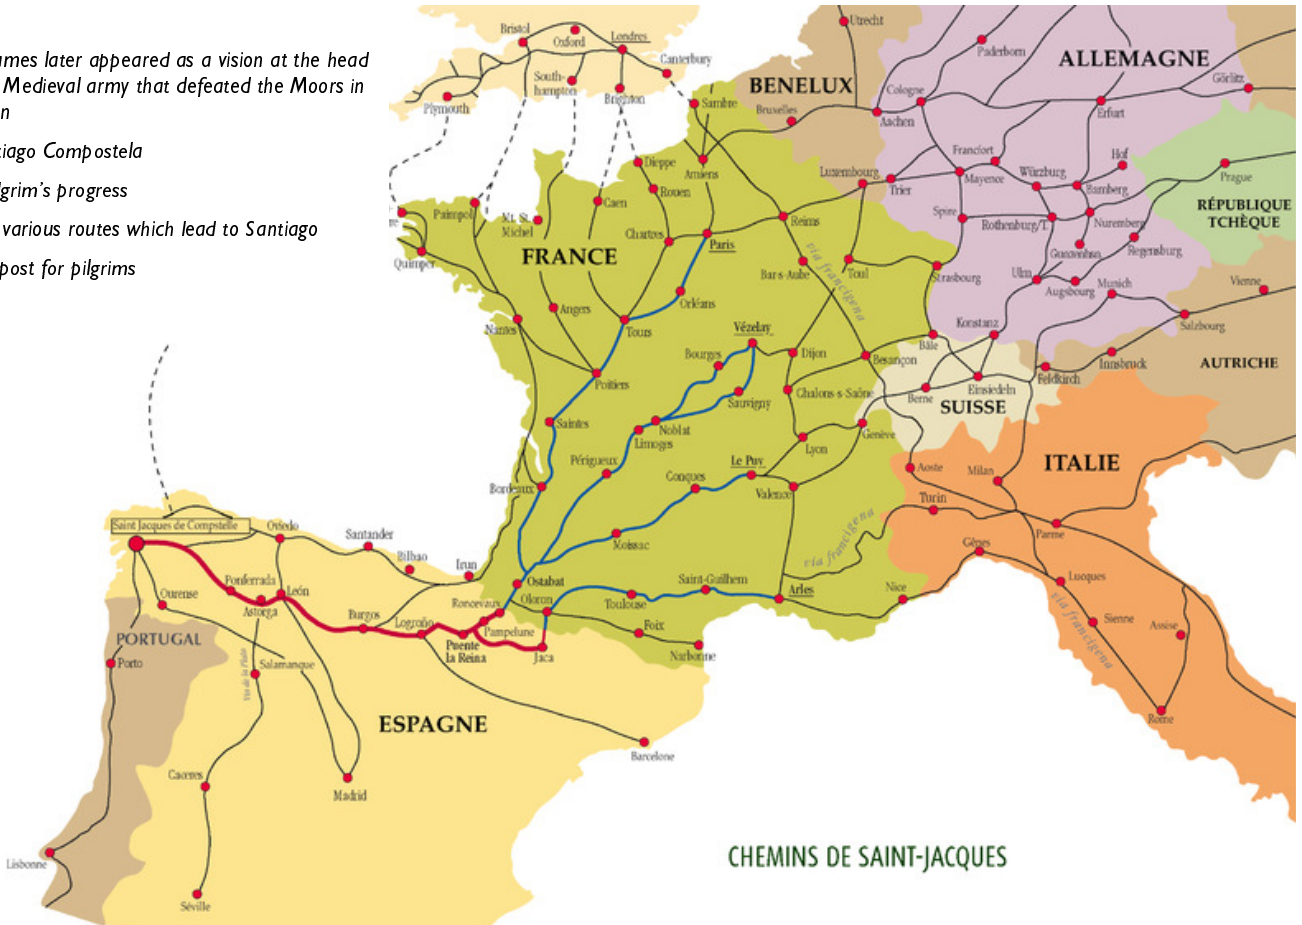 ames later appeared as a vision at the head
Medieval army that defeated the Moors in
n
iago Compostela
lgrim's progress
various routes which lead to Santiago
post for pilgrims
Bristol
Oxford
Londres
Canterbury
South-
hampton
Brighton
Plymouth
Utrecht
Paderborn
ALLEMAGNE
Görlitz
BENELUX
Cologne
Bruxelles
Aachen
Erfurt
Sambre
Dieppe
Amiens
Rouen
Caen
Luxembourg
Trier
Francfort
Mayence
Würzburg
Hof
Bamberg
Prague
RÉPUBLIQUE
TCHÈQUE
Paimpol
Mt. St.
Michel
Quimper
FRANCE
Chartres
Paris
Reims
Spire
Rothenburg/T.
Nuremberg
Gunzenhsn.
Regensburg
via francigena
Bar-s-Aube
Toul
Strasbourg
Ulm
Augsbourg
Munich
Vienne
Salzbourg
Orléans
Angers
Nantes
Tours
Vézelay
Bourges
Dijon
Besançon
Bâle
Konstanz
Feldkirch
Innsbruck
AUTRICHE
Poitiers
Sauvigny
Chalons-s-Saône
Berne
Einsiedeln
SUISSE
Saintes
Noblat
Limoges
Lyon
Genève
Périgueux
Conques
Le Puy
Valence
Aoste
Milan
ITALIE
Turin
Parme
Bordeaux
Moissac
via francigena
Gênes
Lucques
Saint Jacques de Compstelle
Oviedo
Santander
Bilbao
Irun
Ostabat
Oloron
Toulouse
Saint-Guilhem
Arles
Nice
via francigena
Sienne
Assise
Rome
Ourense
Ponferrada
Astorga
León
Burgos
Logroño
Roncevaux
Pampelune
Puente
la Reina
Jaca
Foix
Narbonne
PORTUGAL
Porto
Via de la Plata
Salamanque
ESPAGNE
Barcelone
Caceres
Madrid
Lisbonne
Séville
CHEMINS DE SAINT-JACQUES